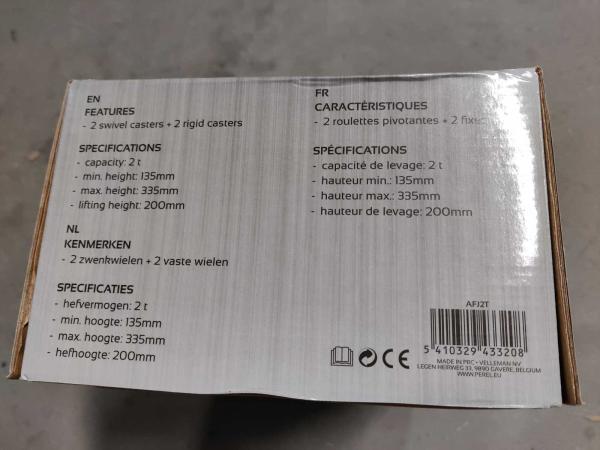 EN
FEATURES
- 2 swivel casters + 2 rigid casters
SPECIFICATIONS
- capacity: 2 t
- min. height: 135mm
- max. height: 335mm
- lifting height: 200mm
NL
KENMERKEN
- 2 zwenkwielen + 2 vaste wielen
SPECIFICATIES
- hefvermogen: 2 t
- min. hoogte: 135mm
- max. hoogte: 335mm
- hefhoogte: 200mm
FR
CARACTÉRISTIQUES
- 2 roulettes pivotantes + 2
SPÉCIFICATIONS
- capacité de levage: 2 t
- hauteur min.: 135mm
- hauteur max.: 335mm
- hauteur de levage: 200mm
AFJ2T
5 410329 433208
MADE IN PRC • VELLEMAN NV
LEGEN HEIRWEG 33, 9890 GAVERE, BELGIUM
WWW.PEREL.EU
CE